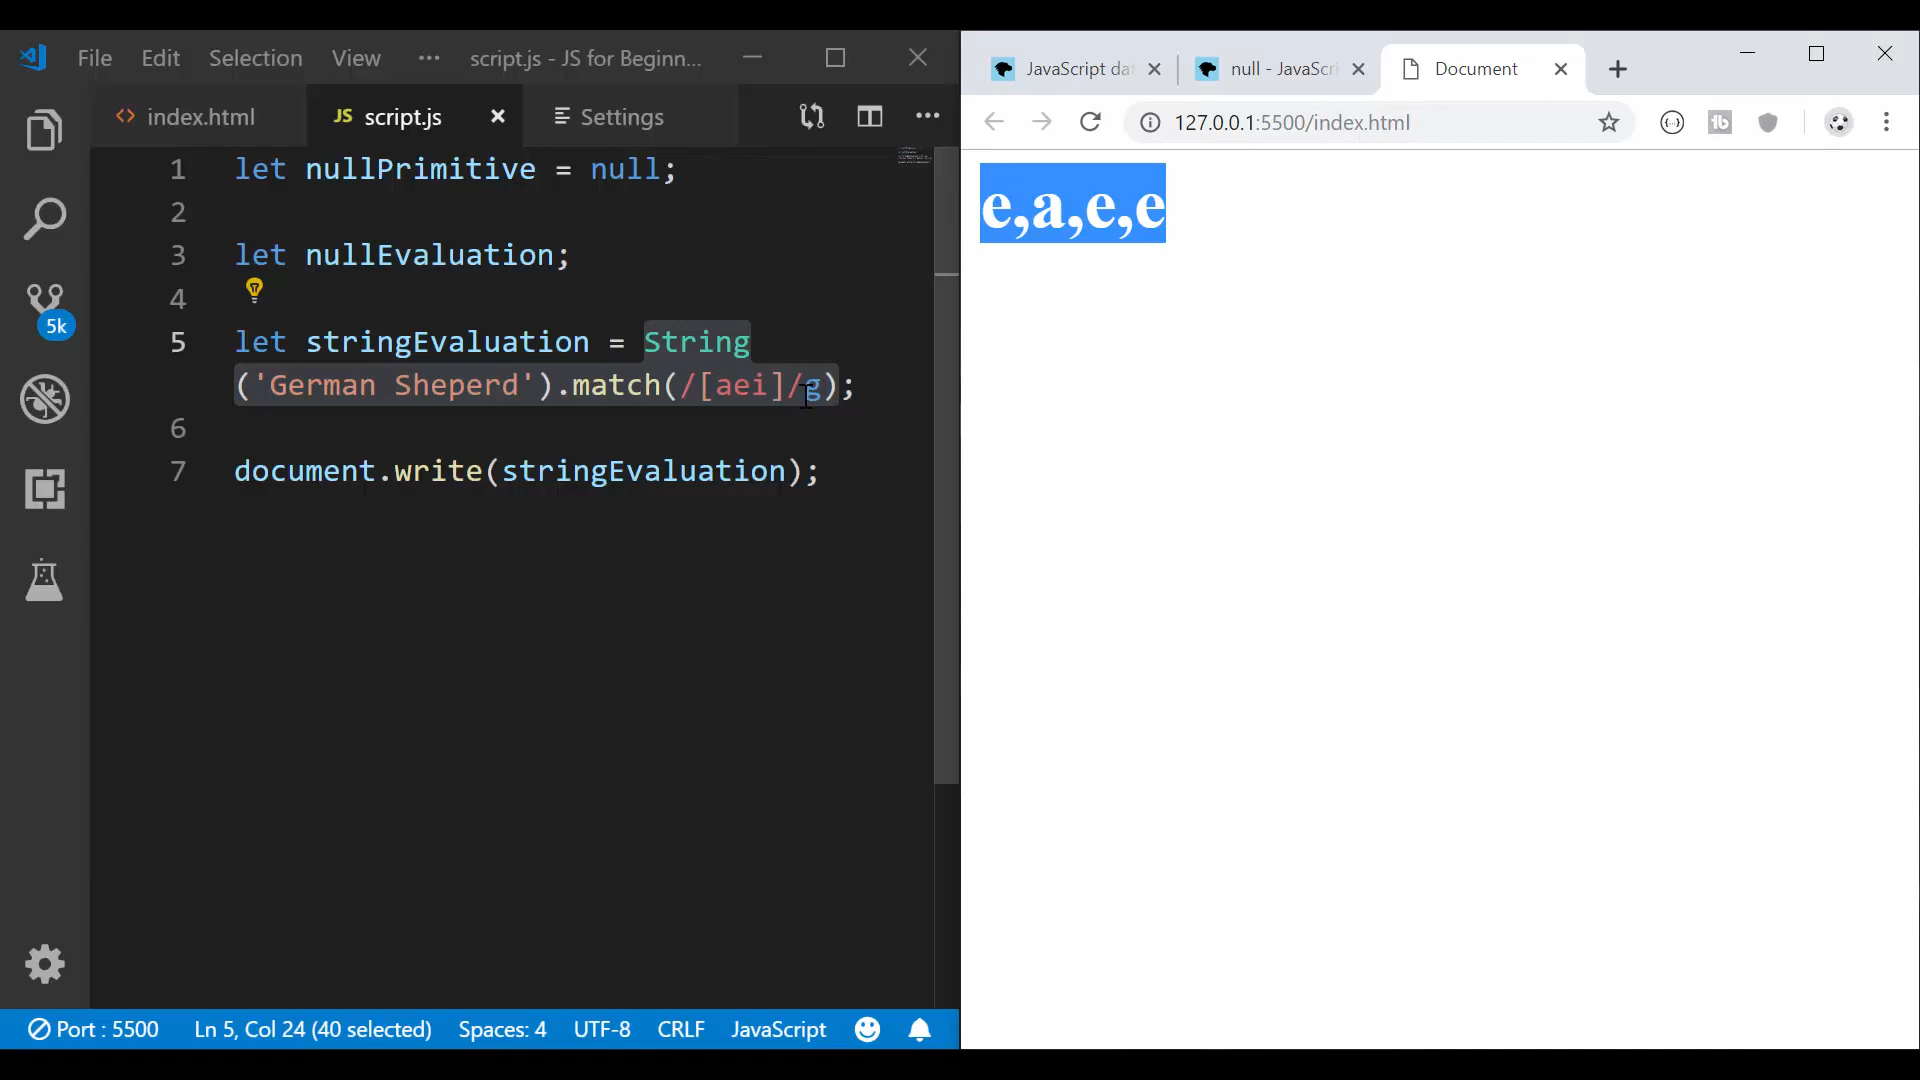 File Edit Selection View ··· script.js - JS for Beginn...
index.html JS script.js Settings
1 let nullPrimitive = null;
2
3 let nullEvaluation;
4
5 let stringEvaluation = String
('German Sheperd').match(/[aei]/g);
6
7 document.write(stringEvaluation);
5k
Port : 5500 Ln 5, Col 24 (40 selected) Spaces: 4 UTF-8 CRLF JavaScript
JavaScript da null - JavaScri Document
127.0.0.1:5500/index.html
e,a,e,e